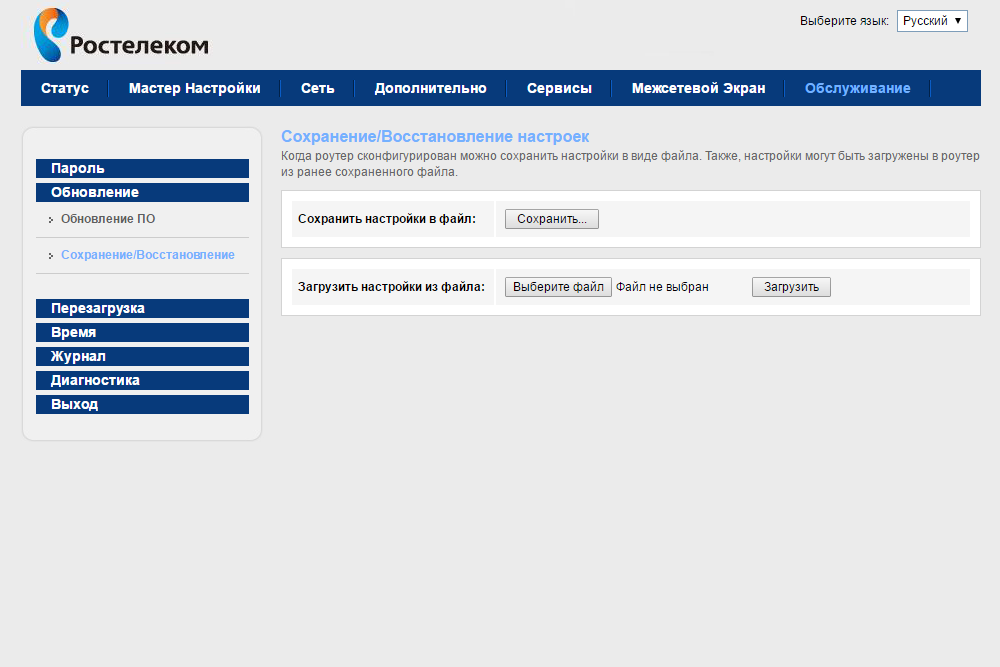 Ростелеком
Выберите язык: Русский
Статус Мастер Настройки Сеть Дополнительно Сервисы Межсетевой Экран Обслуживание
Пароль
Обновление
Обновление ПО
Сохранение/Восстановление
Перезагрузка
Время
Журнал
Диагностика
Выход
Сохранение/Восстановление настроек
Когда роутер сконфигурирован можно сохранить настройки в виде файла. Также, настройки могут быть загружены в роутер
из ранее сохраненного файла.
Сохранить настройки в файл: Сохранить...
Загрузить настройки из файла: Выберите файл Файл не выбран Загрузить